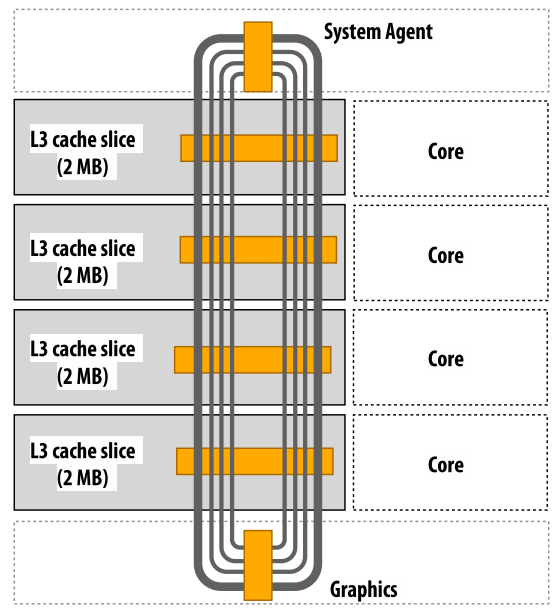 System Agent
L3 cache slice
(2 MB)
Core
L3 cache slice
(2 MB)
Core
L3 cache slice
(2 MB)
Core
L3 cache slice
(2 MB)
Core
Graphics